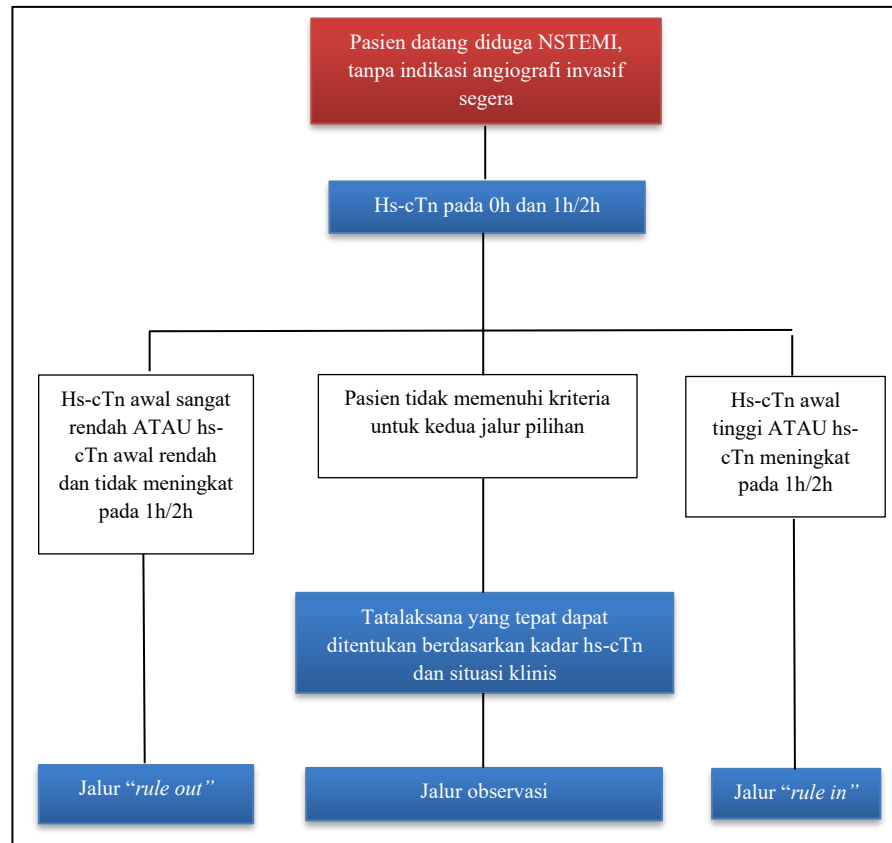 Pasien datang diduga NSTEMI,
tanpa indikasi angiografi invasif
segera
Hs-cTn pada 0h dan 1h/2h
Hs-cTn awal sangat
rendah ATAU hs-
cTn awal rendah
dan tidak meningkat
pada 1h/2h
Pasien tidak memenuhi kriteria
untuk kedua jalur pilihan
Hs-cTn awal
tinggi ATAU hs-
cTn meningkat
pada 1h/2h
Tatalaksana yang tepat dapat
ditentukan berdasarkan kadar hs-cTn
dan situasi klinis
Jalur “rule out”
Jalur observasi
Jalur “rule in”